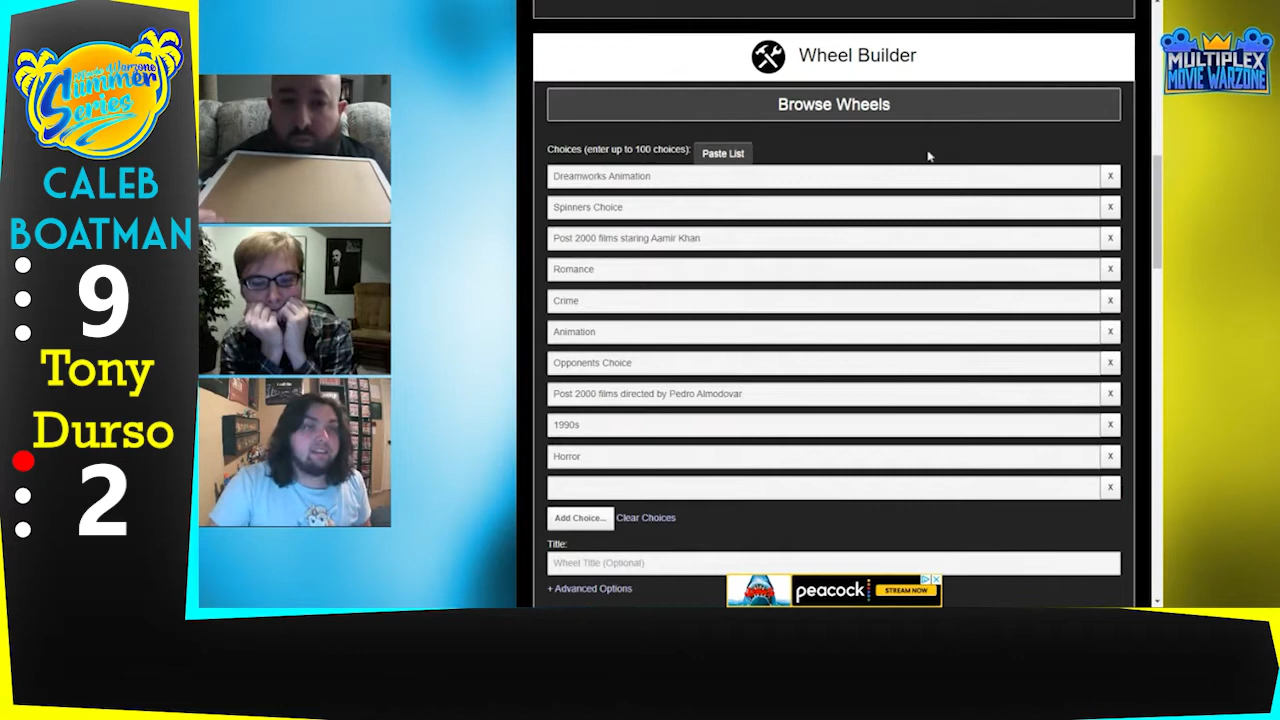 Movie Warzone
Summer
Series
CALEB
BOATMAN
9
Tony
Durso
2
Wheel Builder
Browse Wheels
Choices (enter up to 100 choices):
Paste List
Dreamworks Animation
X
Spinners Choice
X
Post 2000 films staring Aamir Khan
X
Romance
X
Crime
X
Animation
X
Opponents Choice
X
Post 2000 films directed by Pedro Almodovar
X
1990s
X
Horror
X
X
Add Choice...
Clear Choices
Title:
Wheel Title (Optional)
+ Advanced Options
JAWS
peacock
STREAM NOW
MULTIPLEX
MOVIE WARZONE